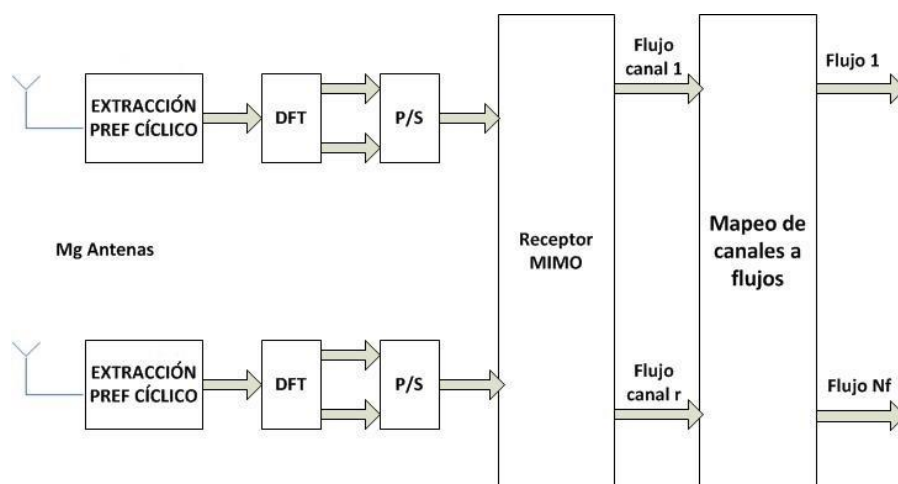 EXTRACCIÓN
PREF CÍCLICO
DFT
P/S
Flujo
canal 1
Flujo 1
Mg Antenas
Receptor
MIMO
Mapeo de
canales a
flujos
EXTRACCIÓN
PREF CÍCLICO
DFT
P/S
Flujo
canal r
Flujo Nf